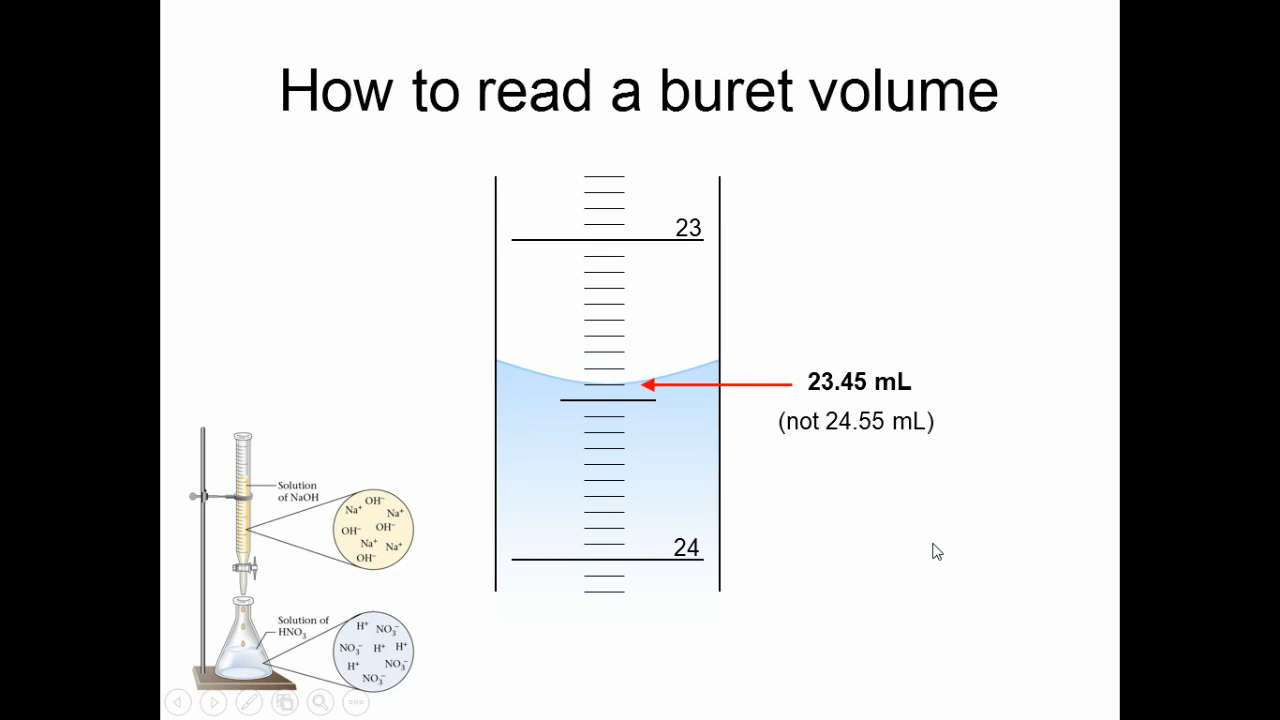 How to read a buret volume
23
23.45 mL
(not 24.55 mL)
24
Solution
of NaOH
OH⁻
Na⁺
Na⁺
OH⁻
OH⁻
Na⁺
Na⁺
OH⁻
Solution of
HNO₃
H⁺
NO₃⁻
NO₃⁻
H⁺
H⁺
H⁺
NO₃⁻
NO₃⁻